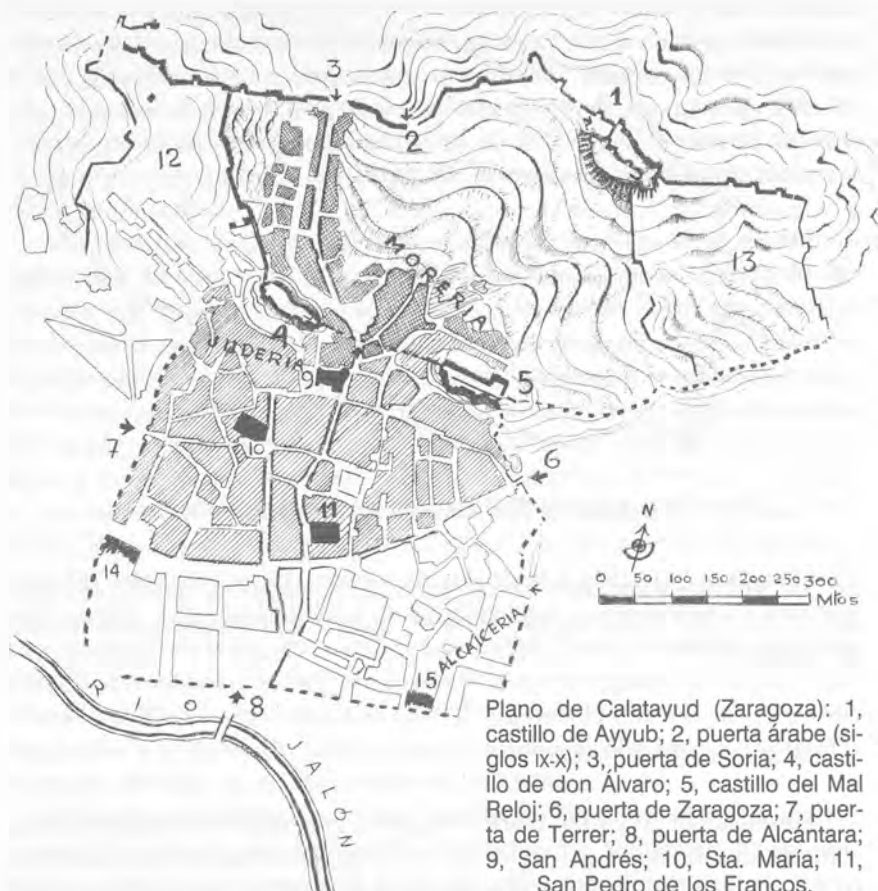 3
1
2
12
13
MORERIA
4
JUDERIA
9
5
7
10
6
11
N
0 50 100 150 200 250 300
Mtos
14
ALCAICERIA
15
RIO
8
JALÓN
Plano de Calatayud (Zaragoza): 1,
castillo de Ayyub; 2, puerta árabe (si-
glos IX-X); 3, puerta de Soria; 4, casti-
llo de don Álvaro; 5, castillo del Mal
Reloj; 6, puerta de Zaragoza; 7, puer-
ta de Terrer; 8, puerta de Alcántara;
9, San Andrés; 10, Sta. María; 11,
San Pedro de los Francos.